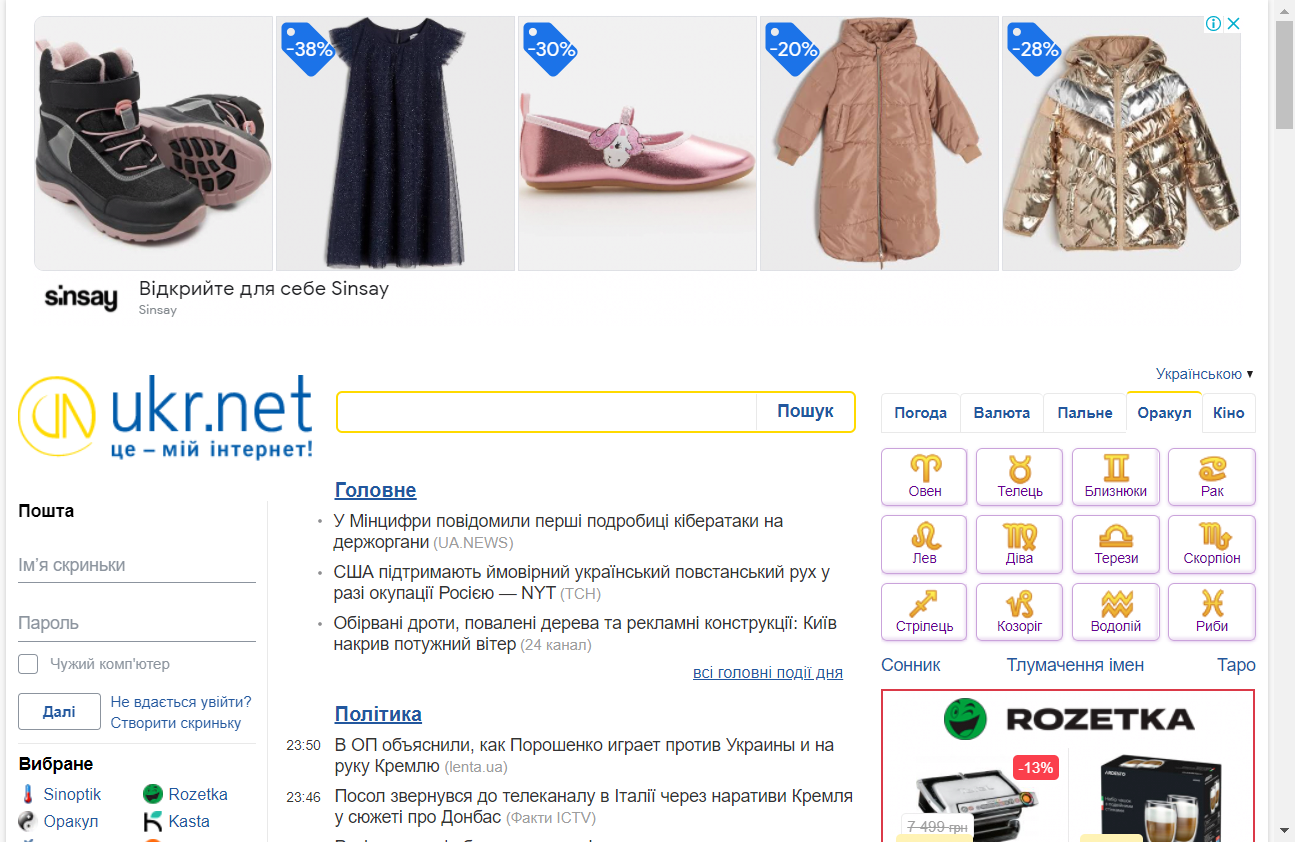 -38%
-30%
-20%
-28%
sinsay
Відкрийте для себе Sinsay
Sinsay
Українською ▾
ukr.net
це – мій інтернет!
Пошук
Погода
Валюта
Пальне
Оракул
Кіно
Овен
Телець
Близнюки
Рак
Лев
Діва
Терези
Скорпіон
Стрілець
Козоріг
Водолій
Риби
Сонник
Тлумачення імен
Таро
ROZETKA
-13%
7 499 грн
ARDESTO
Пошта
Ім'я скриньки
Пароль
Чужий комп'ютер
Далі
Не вдається увійти?
Створити скриньку
Вибране
Sinoptik
Rozetka
Оракул
Kasta
Головне
У Мінцифри повідомили перші подробиці кібератаки на
держоргани (UA.NEWS)
США підтримають ймовірний український повстанський рух у
разі окупації Росією — NYT (ТСН)
Обірвані дроти, повалені дерева та рекламні конструкції: Київ
накрив потужний вітер (24 канал)
всі головні події дня
Політика
23:50 В ОП объяснили, как Порошенко играет против Украины и на
руку Кремлю (lenta.ua)
23:46 Посол звернувся до телеканалу в Італії через наративи Кремля
у сюжеті про Донбас (Факти ICTV)